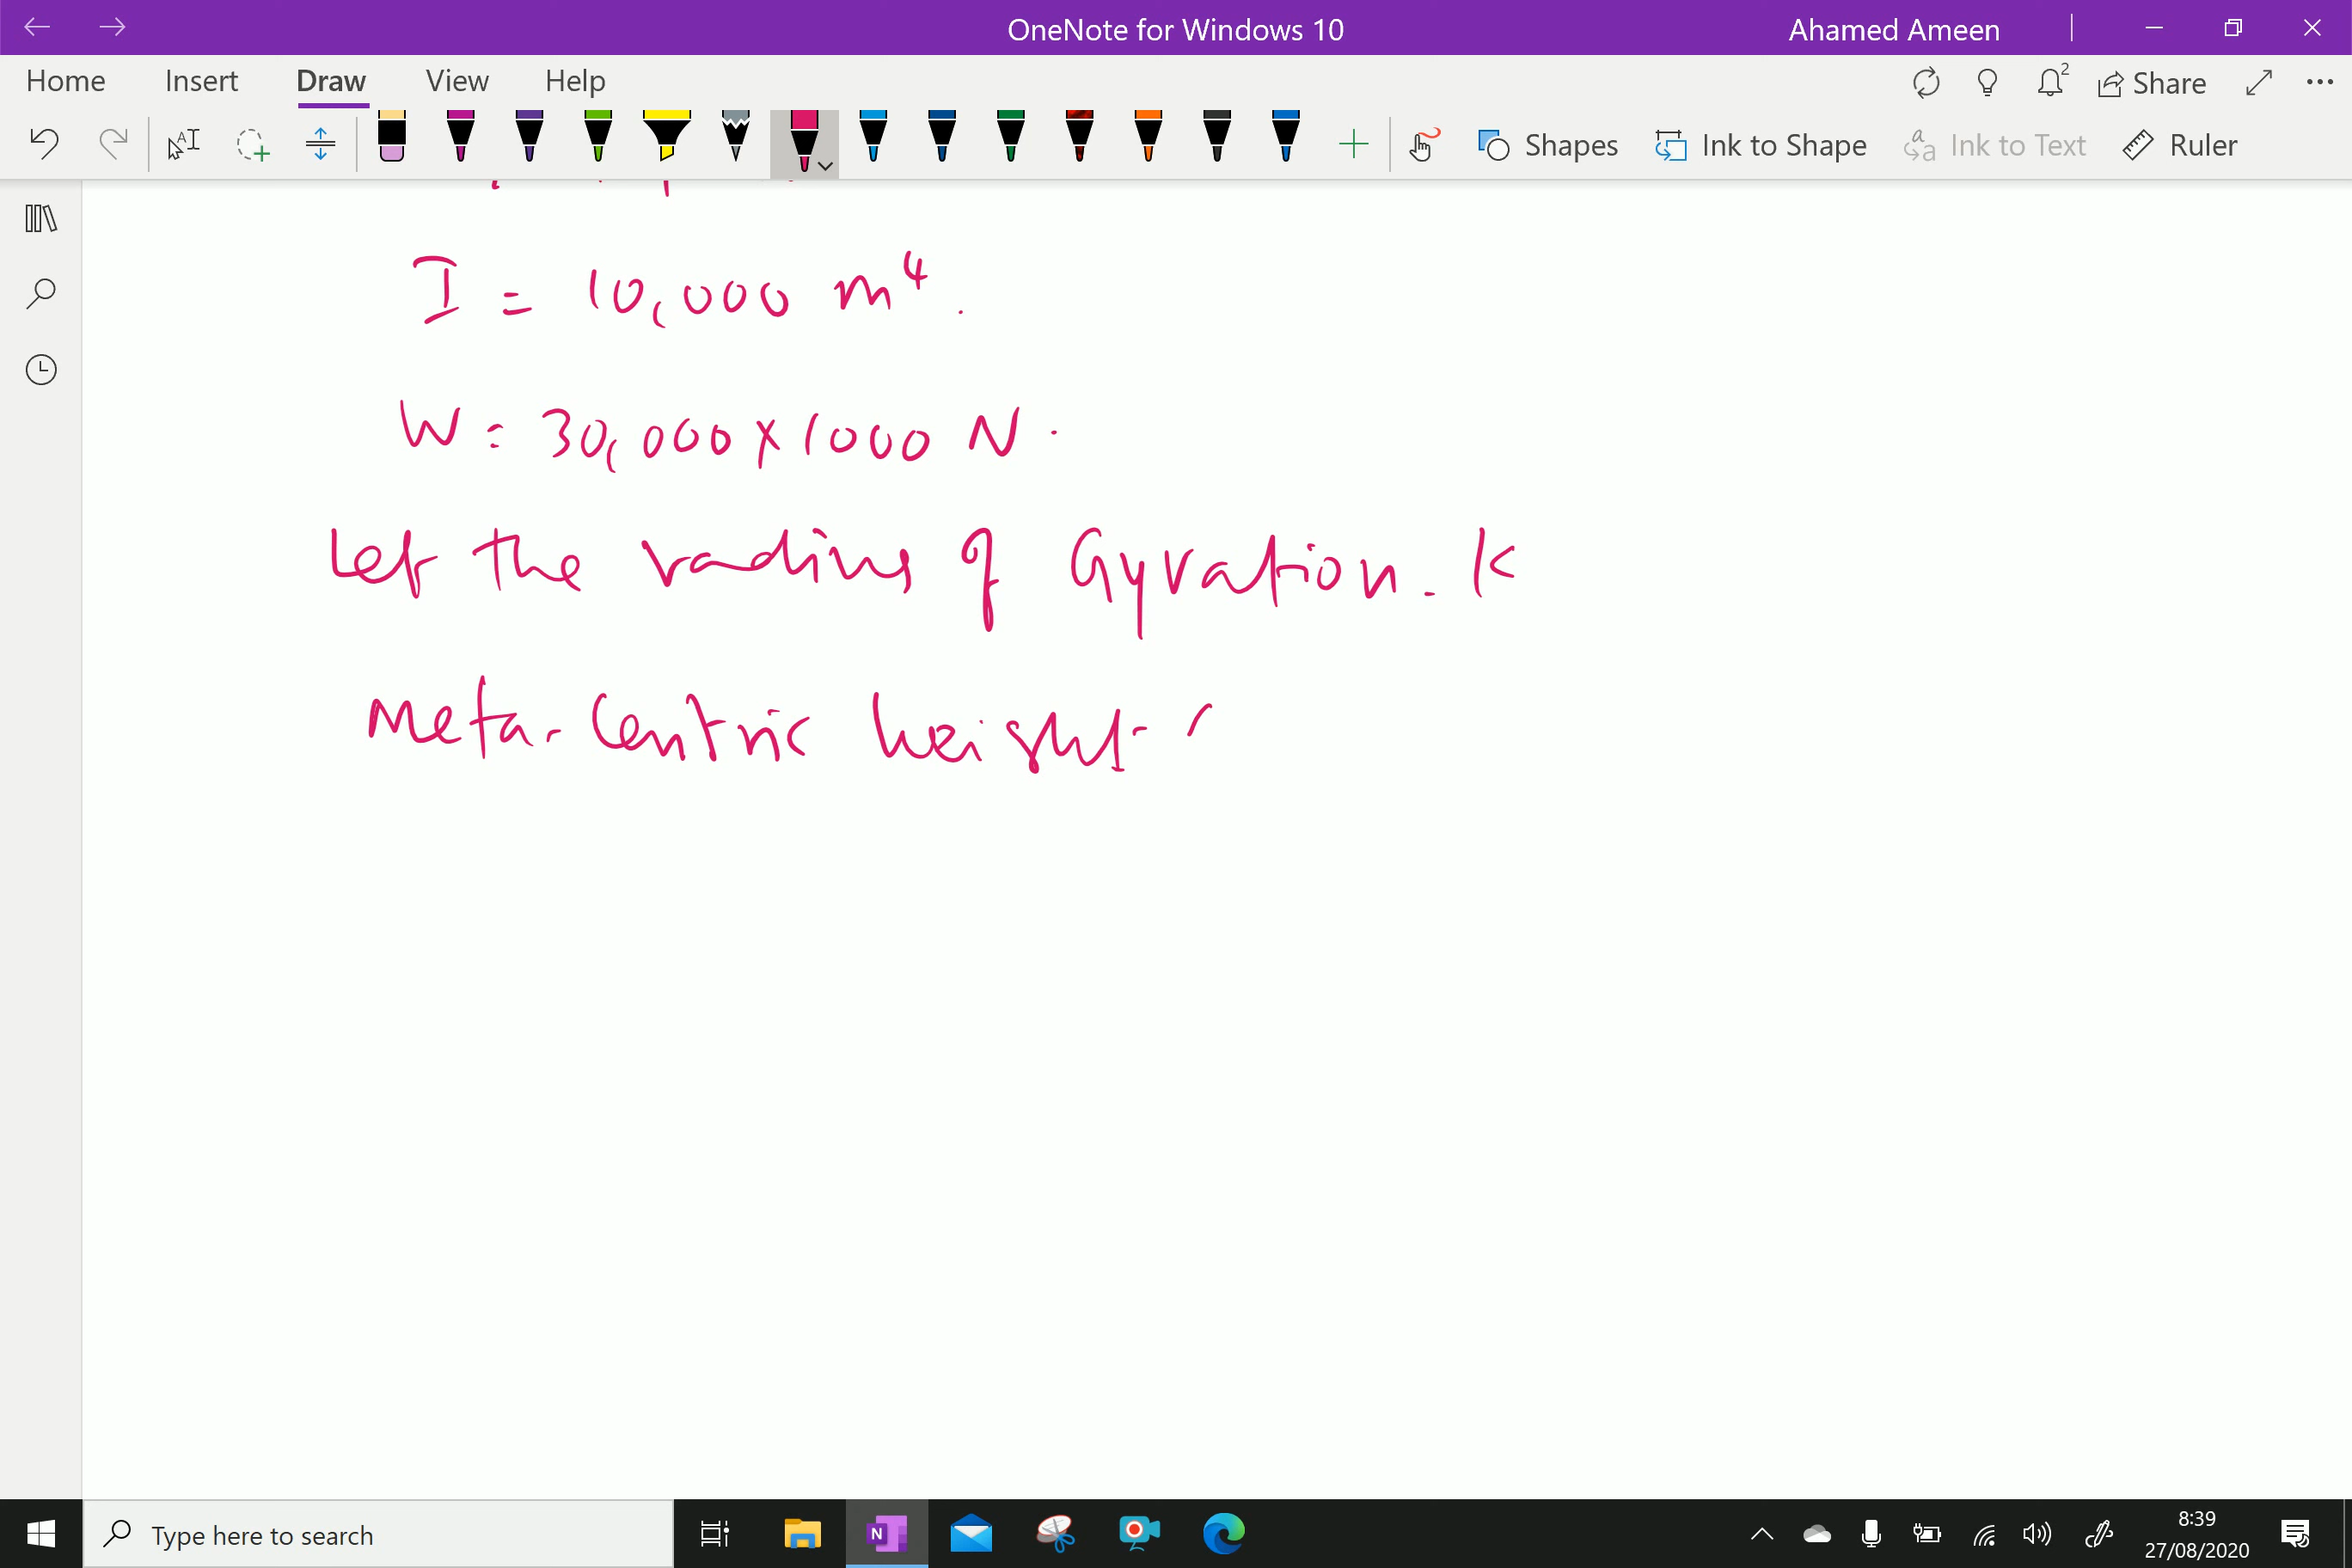 OneNote for Windows 10
Ahamed Ameen
Home Insert Draw View Help
2 Share
Shapes Ink to Shape Ink to Text Ruler
I = 10,000 m⁴.
W = 30,000 × 1000 N.
Let the radius of Gyration. K
Meta-Centric height- (
Type here to search
8:39
27/08/2020